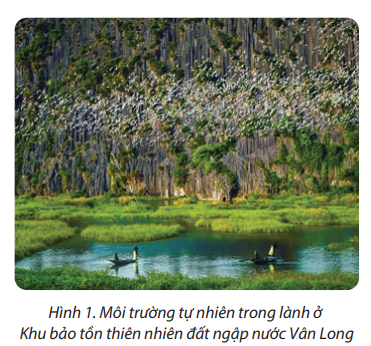 Hình 1. Môi trường tự nhiên trong lành ở
Khu bảo tồn thiên nhiên đất ngập nước Vân Long